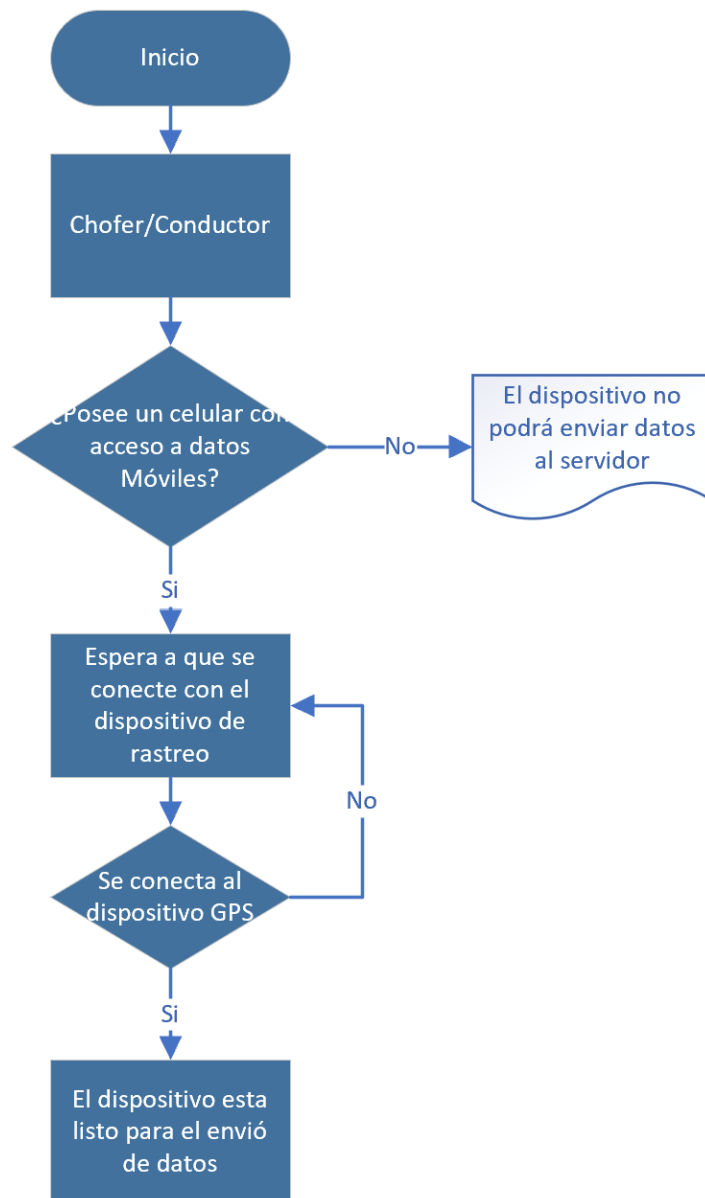 Inicio
Chofer/Conductor
¿Posee un celular con
acceso a datos
Móviles?
No
El dispositivo no
podrá enviar datos
al servidor
Si
Espera a que se
conecte con el
dispositivo de
rastreo
No
Se conecta al
dispositivo GPS
Si
El dispositivo esta
listo para el envió
de datos